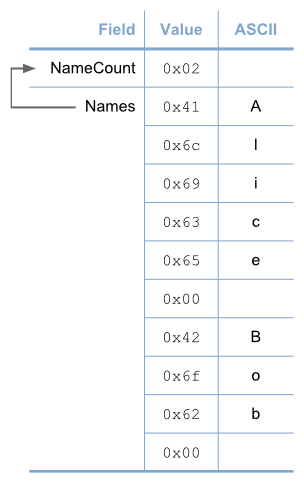 Field Value ASCII
NameCount 0x02
Names 0x41 A
0x6c l
0x69 i
0x63 c
0x65 e
0x00
0x42 B
0x6f o
0x62 b
0x00